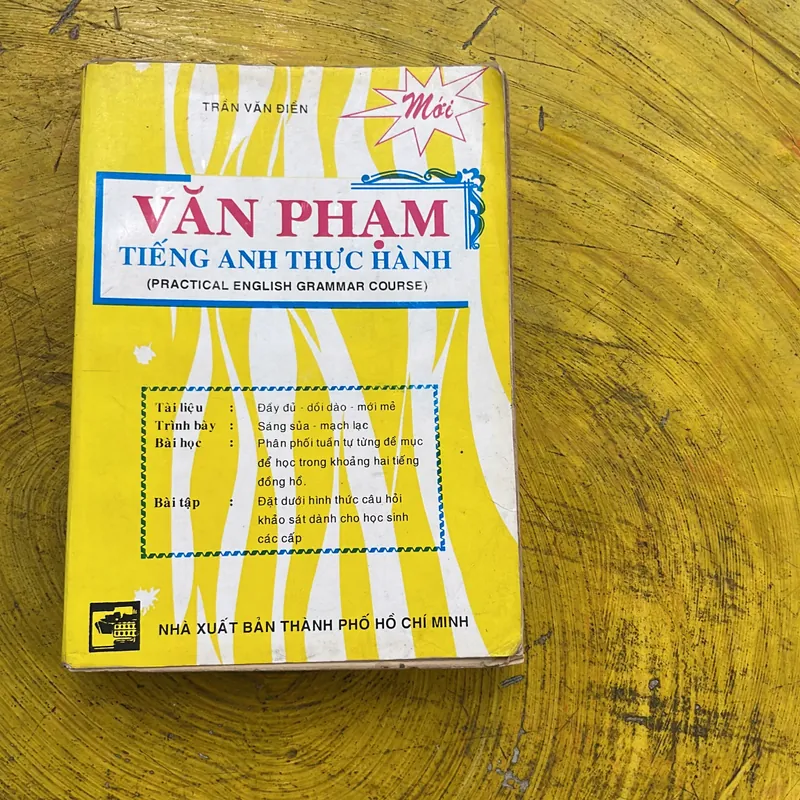 TRẦN VĂN ĐIỀN
Mới
VĂN PHẠM
TIẾNG ANH THỰC HÀNH
(PRACTICAL ENGLISH GRAMMAR COURSE)
Tài liệu : Đầy đủ - dồi dào - mới mẻ
Trình bày : Sáng sủa - mạch lạc
Bài học : Phân phối tuần tự từng đề mục
để học trong khoảng hai tiếng
đồng hồ.
Bài tập : Đặt dưới hình thức câu hỏi
khảo sát dành cho học sinh
các cấp
NHÀ XUẤT BẢN THÀNH PHỐ HỒ CHÍ MINH